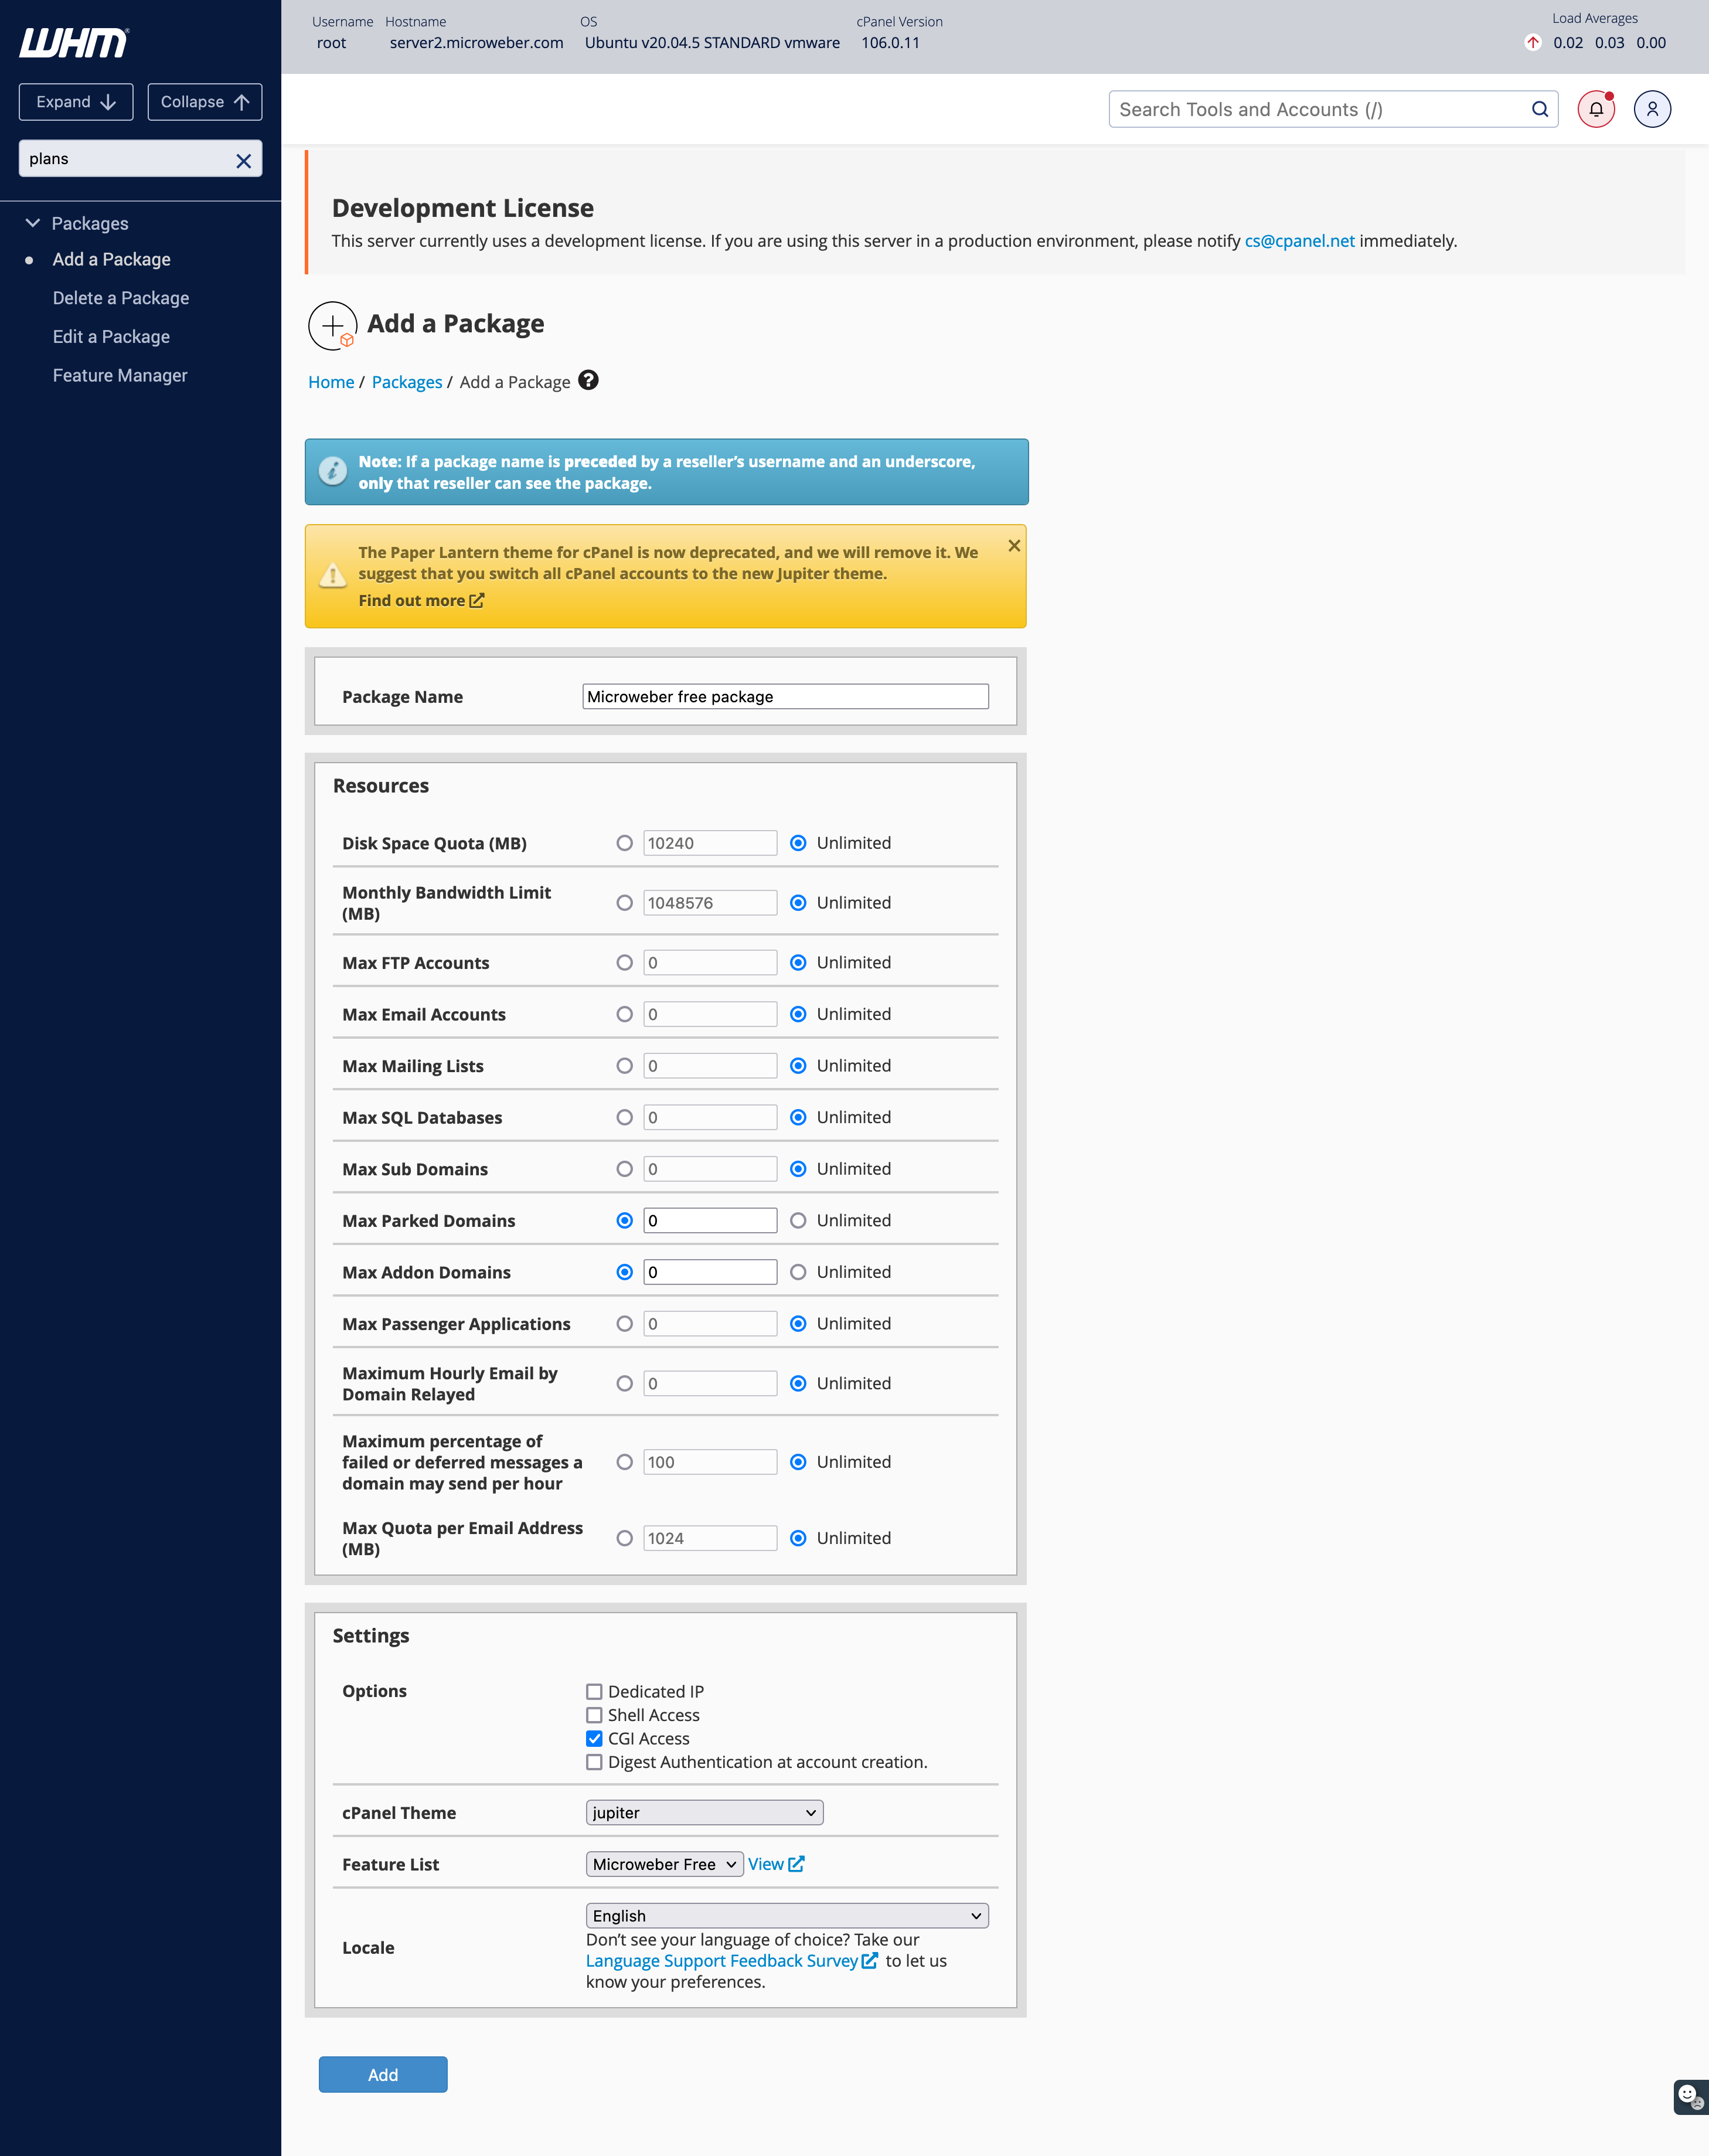 WHM
Username Hostname OS cPanel Version Load Averages
root server2.microweber.com Ubuntu v20.04.5 STANDARD vmware 106.0.11 0.02 0.03 0.00
Expand Collapse
Search Tools and Accounts (/)
plans
Packages
Add a Package
Delete a Package
Edit a Package
Feature Manager
Development License
This server currently uses a development license. If you are using this server in a production environment, please notify cs@cpanel.net immediately.
Add a Package
Home / Packages / Add a Package ?
Note: If a package name is preceded by a reseller's username and an underscore,
only that reseller can see the package.
The Paper Lantern theme for cPanel is now deprecated, and we will remove it. We
suggest that you switch all cPanel accounts to the new Jupiter theme.
Find out more
Package Name Microweber free package
Resources
Disk Space Quota (MB) 10240 Unlimited
Monthly Bandwidth Limit
(MB) 1048576 Unlimited
Max FTP Accounts 0 Unlimited
Max Email Accounts 0 Unlimited
Max Mailing Lists 0 Unlimited
Max SQL Databases 0 Unlimited
Max Sub Domains 0 Unlimited
Max Parked Domains 0 Unlimited
Max Addon Domains 0 Unlimited
Max Passenger Applications 0 Unlimited
Maximum Hourly Email by
Domain Relayed 0 Unlimited
Maximum percentage of
failed or deferred messages a 100 Unlimited
domain may send per hour
Max Quota per Email Address
(MB) 1024 Unlimited
Settings
Options Dedicated IP
Shell Access
CGI Access
Digest Authentication at account creation.
cPanel Theme jupiter
Feature List Microweber Free View
Locale English
Don't see your language of choice? Take our
Language Support Feedback Survey to let us
know your preferences.
Add